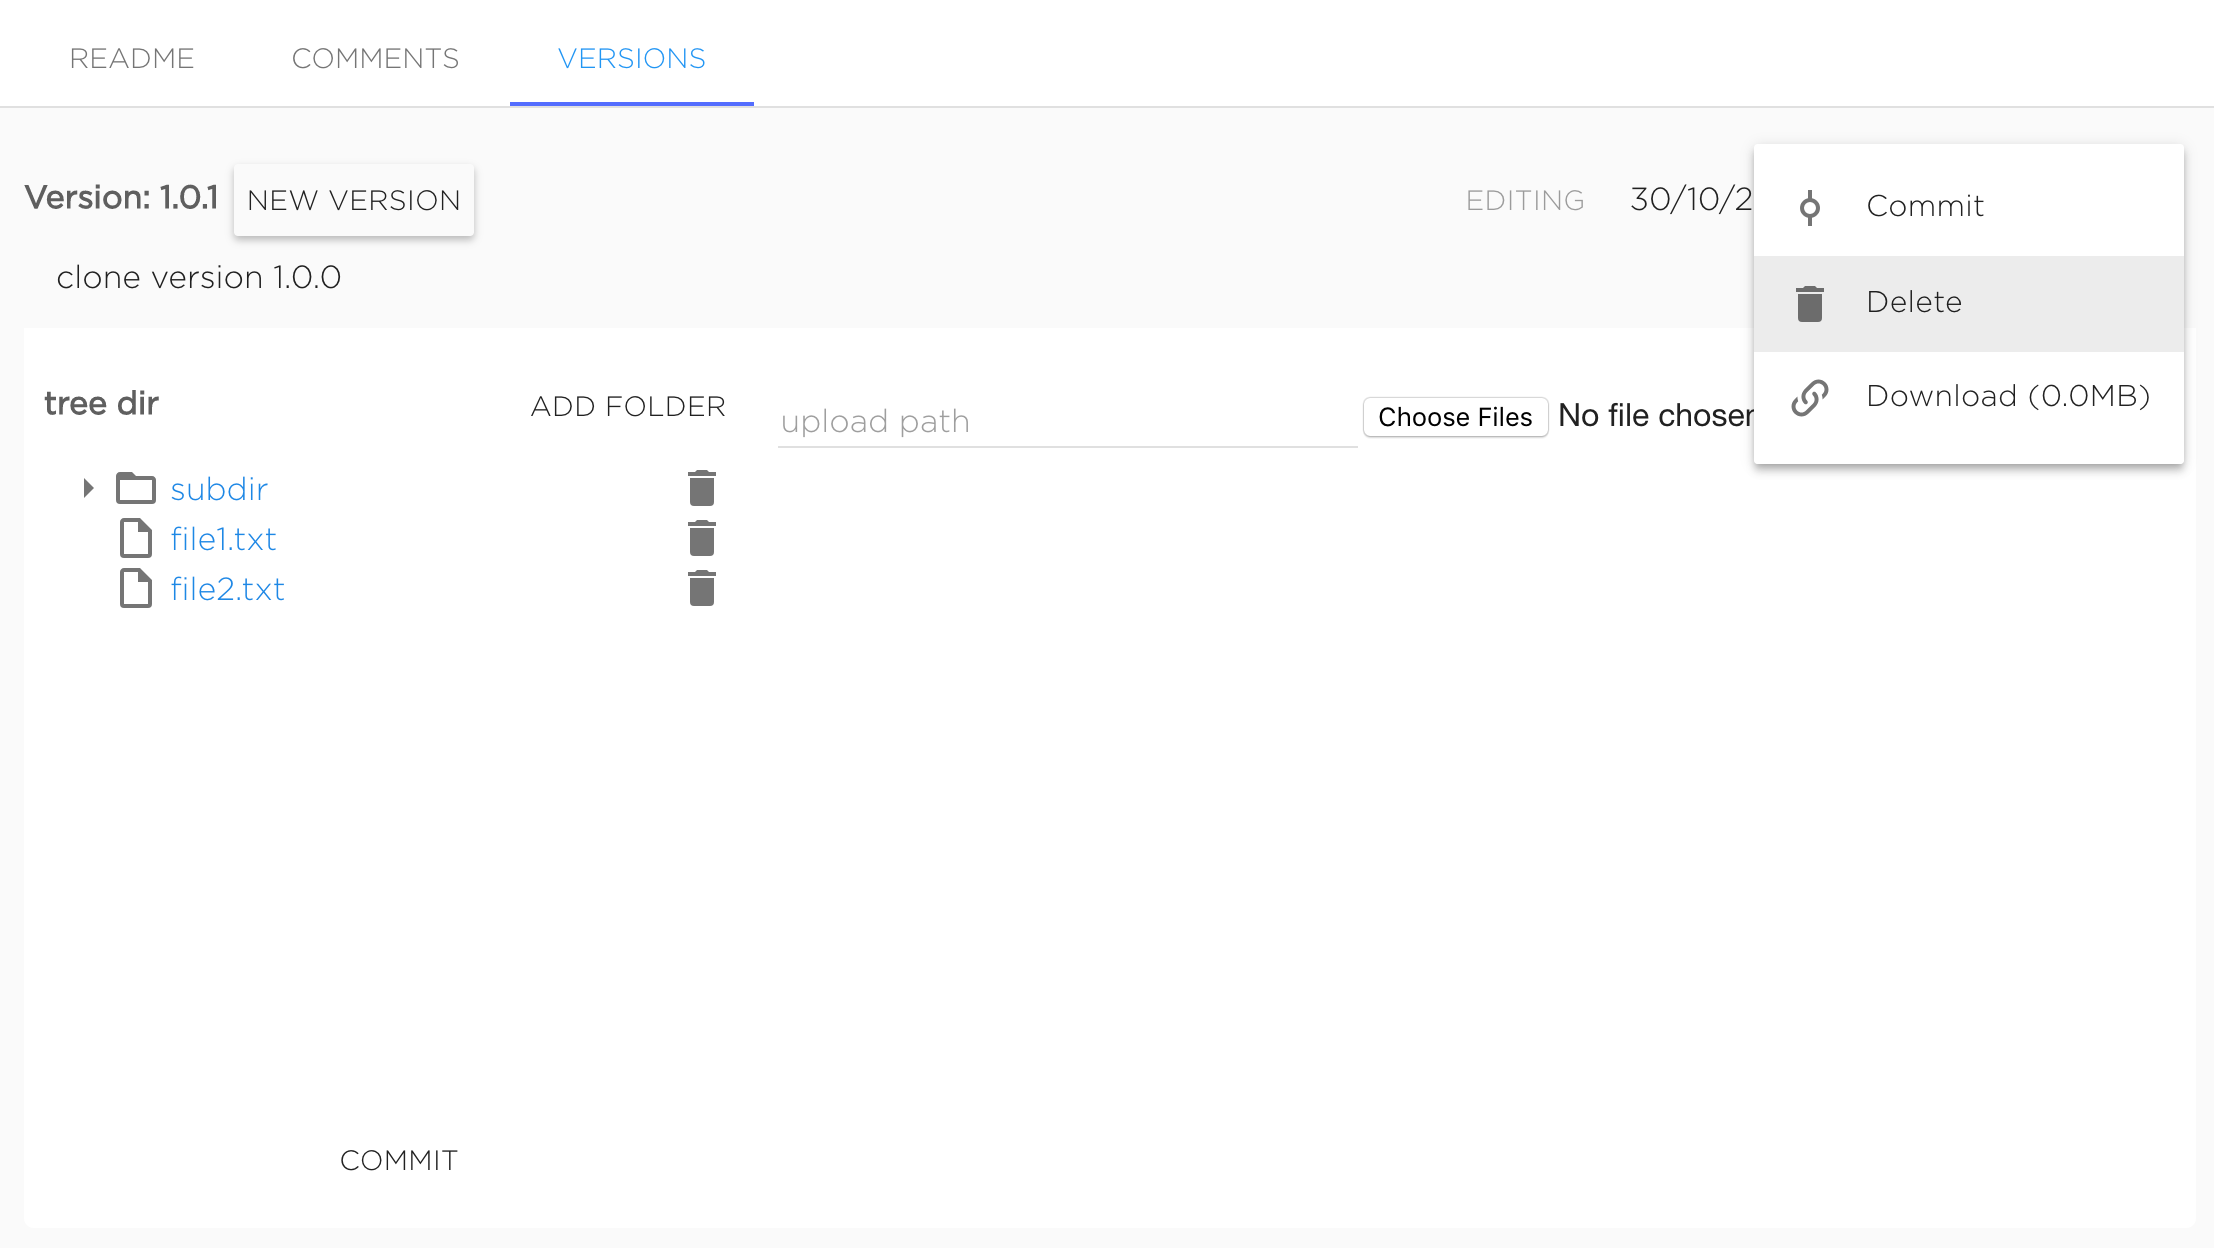 README COMMENTS VERSIONS
Version: 1.0.1 NEW VERSION EDITING 30/10/2
clone version 1.0.0
Commit
Delete
Download (0.0MB)
tree dir ADD FOLDER upload path Choose Files No file chosen
subdir
file1.txt
file2.txt
COMMIT